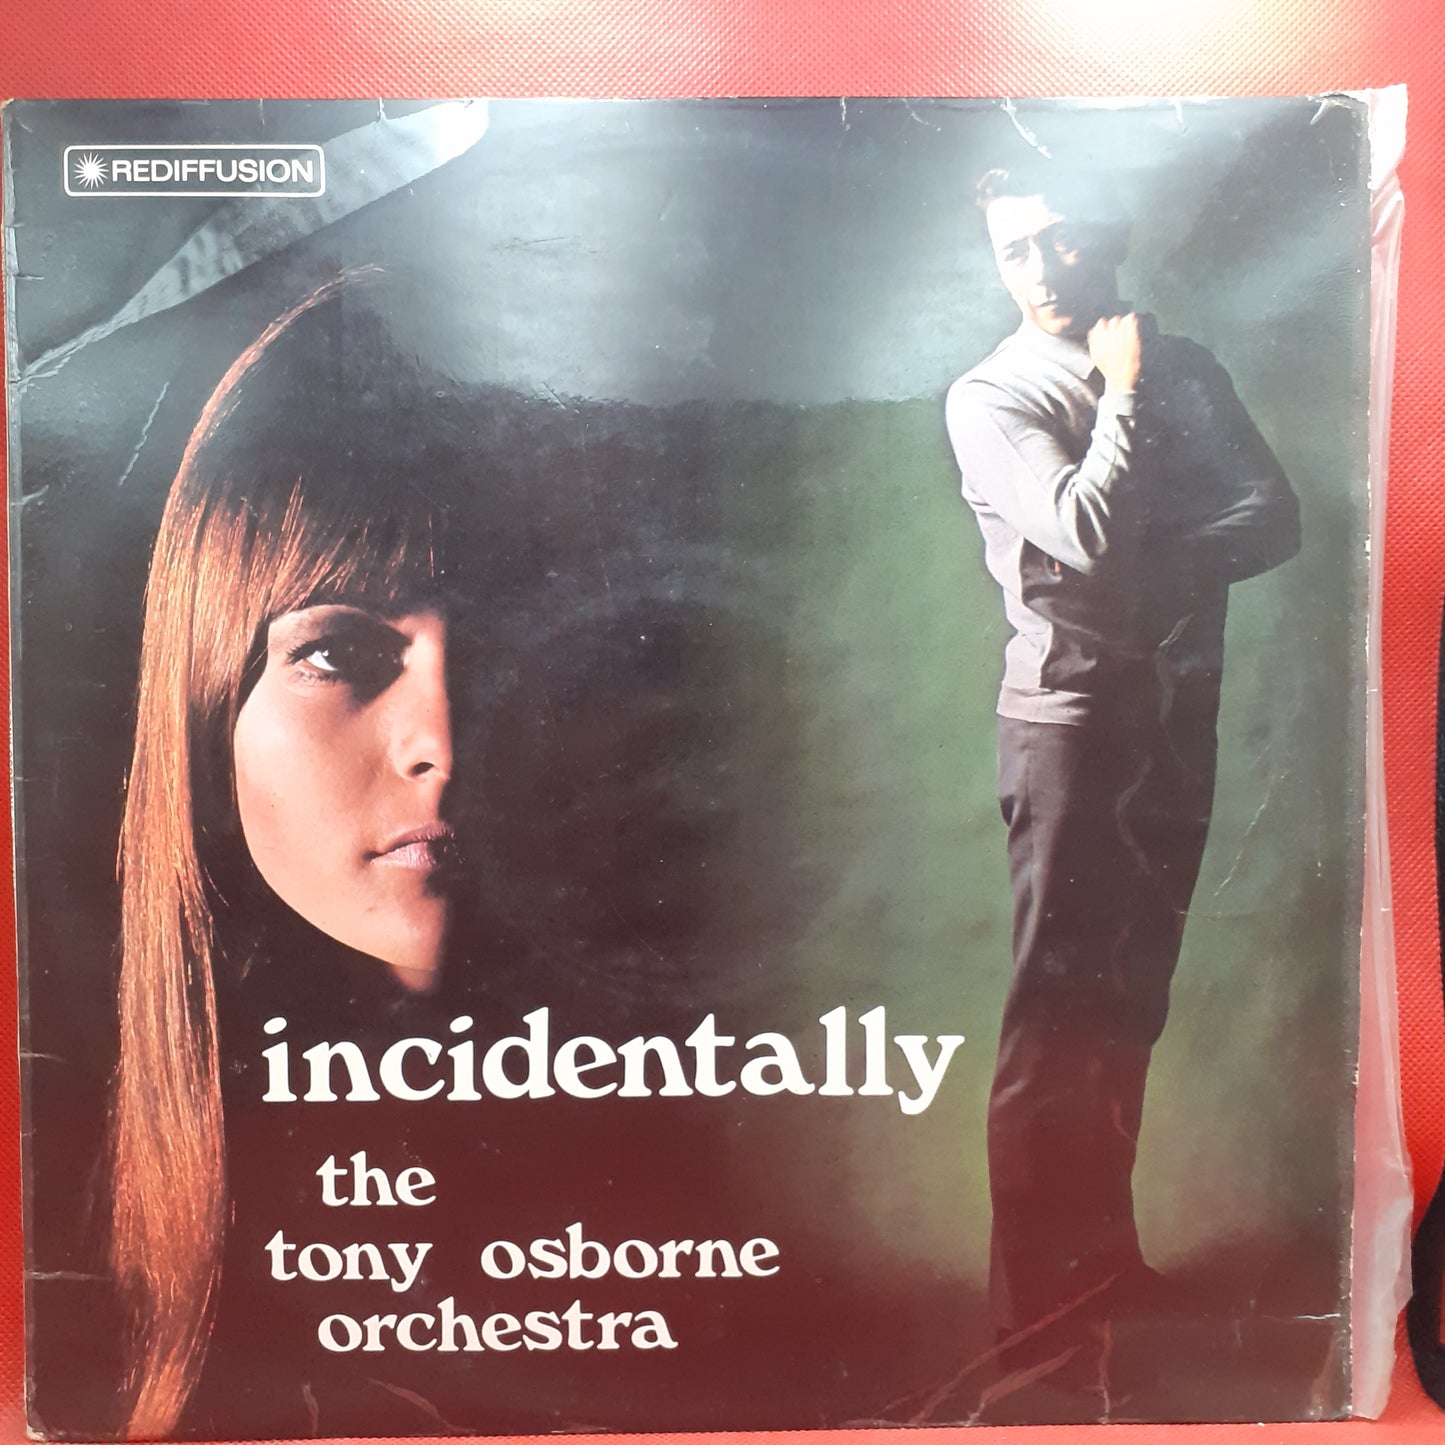 REDIFFUSION
incidentally
the
tony osborne
orchestra